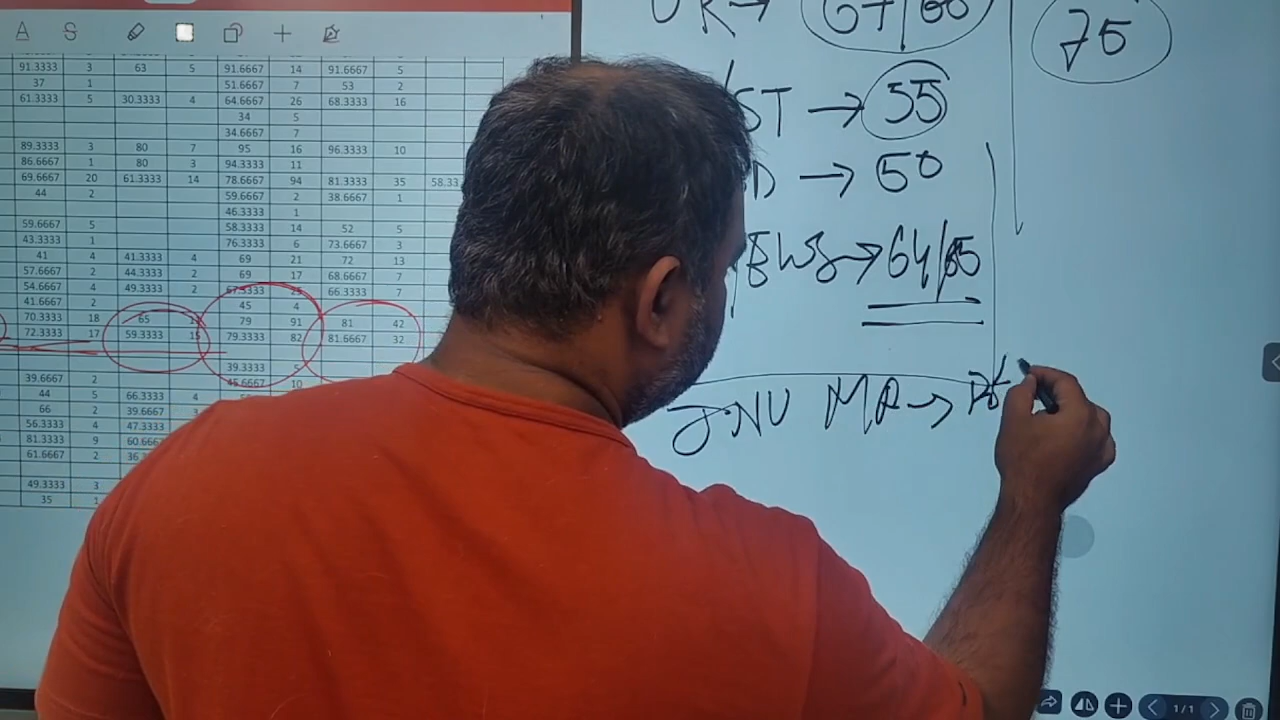 91.3333 3 63 5 91.6667 14 91.6667 5
37 1 51.6667 7 53 2
61.3333 5 30.3333 4 64.6667 26 68.3333 16
34 5
34.6667 7
89.3333 3 80 7 95 16 96.3333 10
86.6667 1 80 3 94.3333 11
69.6667 20 61.3333 14 78.6667 94 81.3333 35 58.33
44 2 59.6667 2 38.6667 1
46.3333 1
59.6667 5 58.3333 14 52 5
43.3333 1 76.3333 6 73.6667 3
41 4 41.3333 4 69 21 72 13
57.6667 2 44.3333 2 69 17 68.6667 7
54.6667 4 49.3333 2 66.3333 7
41.6667 2 45 4
70.3333 18 65 79 91 81 42
72.3333 17 59.3333 15 79.3333 82 81.6667 32
39.3333 5
39.6667 2 45.6667 10
44 5 66.3333 4
66 2 39.6667
56.3333 4 47.3333
81.3333 9 60.666
61.6667 2 36
49.3333 3
35 1
UR → 67/68
75
ST → 55
D → 50
EWS → 64/65
JNU MA →
1/1